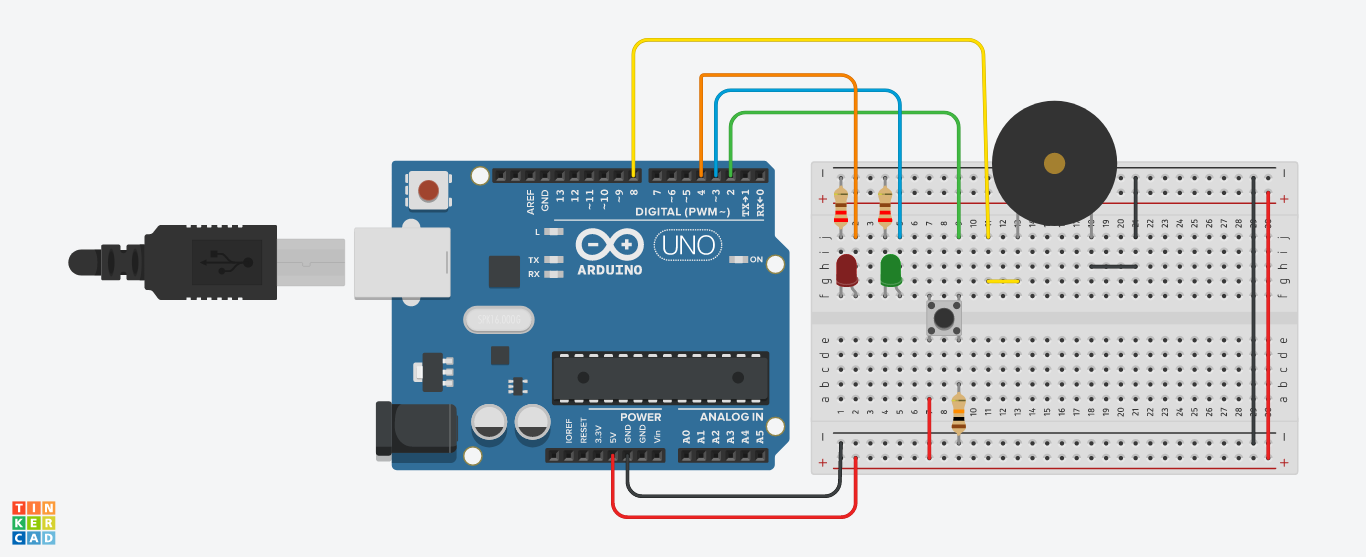 AREF
GND
13
12
~11
~10
~9
8
7
~6
~5
4
~3
2
TX→1
RX←0
DIGITAL (PWM~)
L
TX
RX
ARDUINO
UNO
ON
POWER
ANALOG IN
IOREF
RESET
3.3V
5V
GND
GND
Vin
A0
A1
A2
A3
A4
A5
j
i
h
g
f
e
d
c
b
a
TIN
KER
CAD